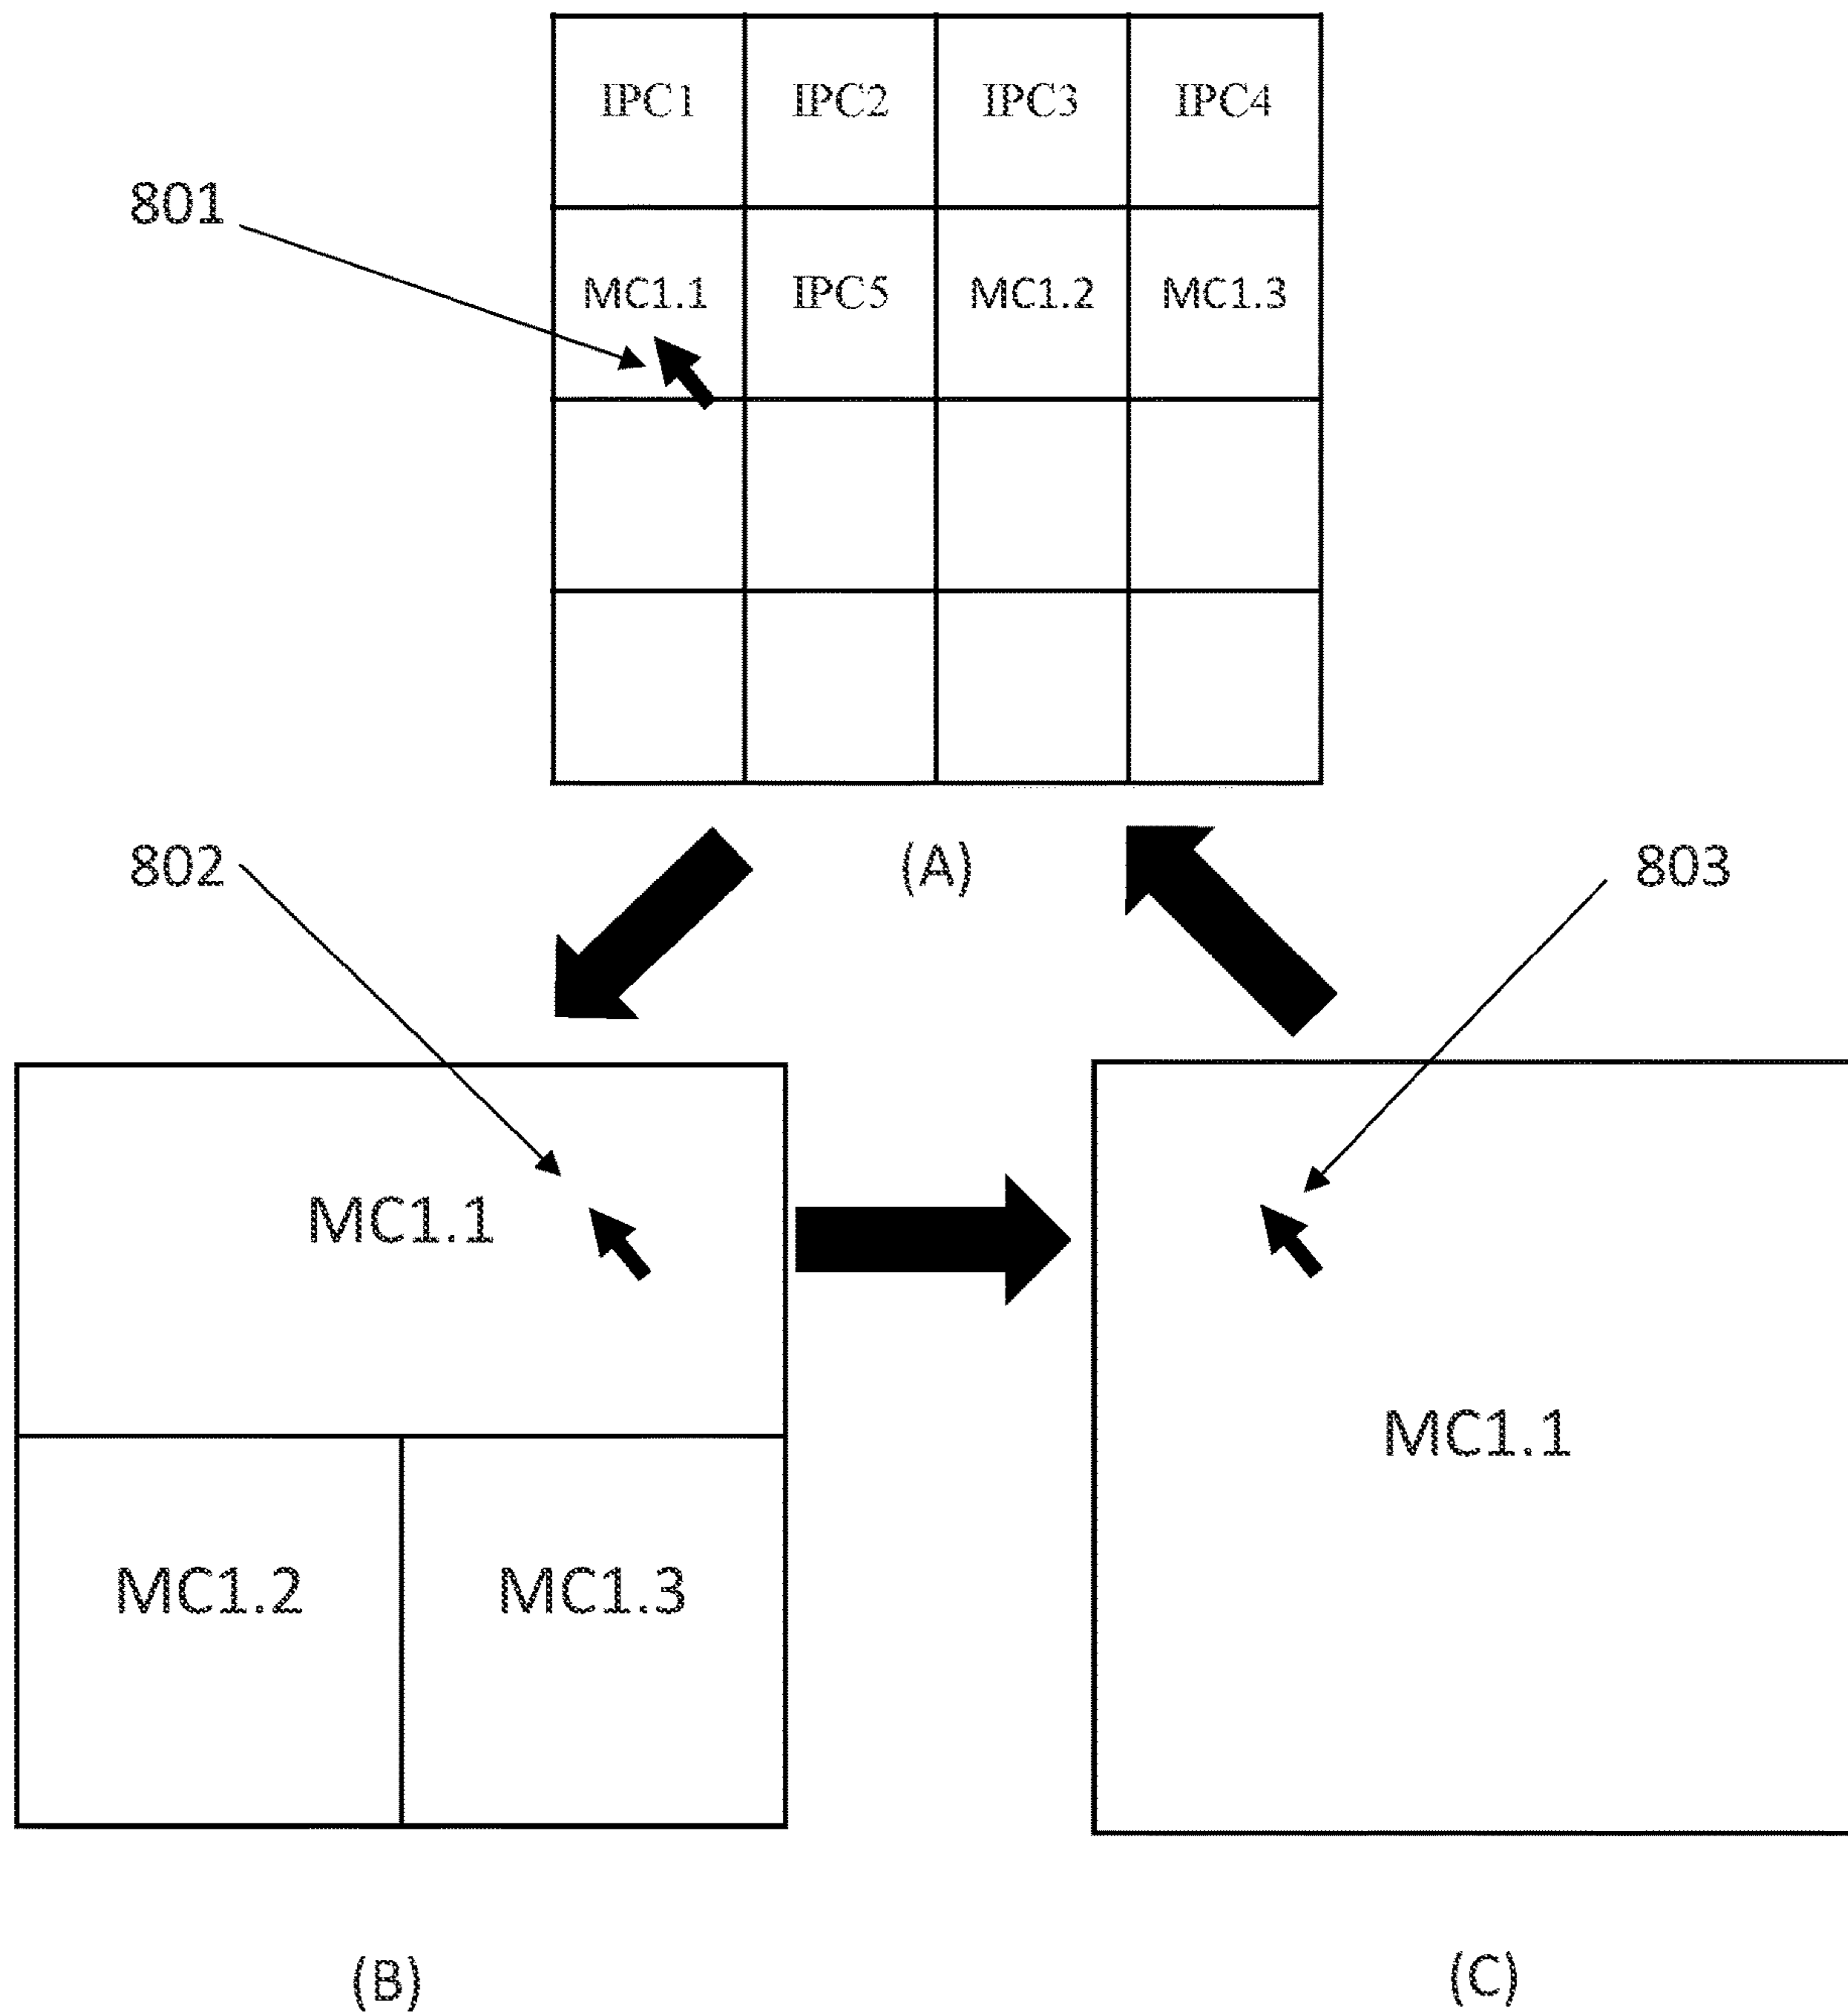 IPC1 IPC2 IPC3 IPC4
801
MC1.1 IPC5 MC1.2 MC1.3
802 (A) 803
MC1.1
MC1.1
MC1.2 MC1.3
(B) (C)